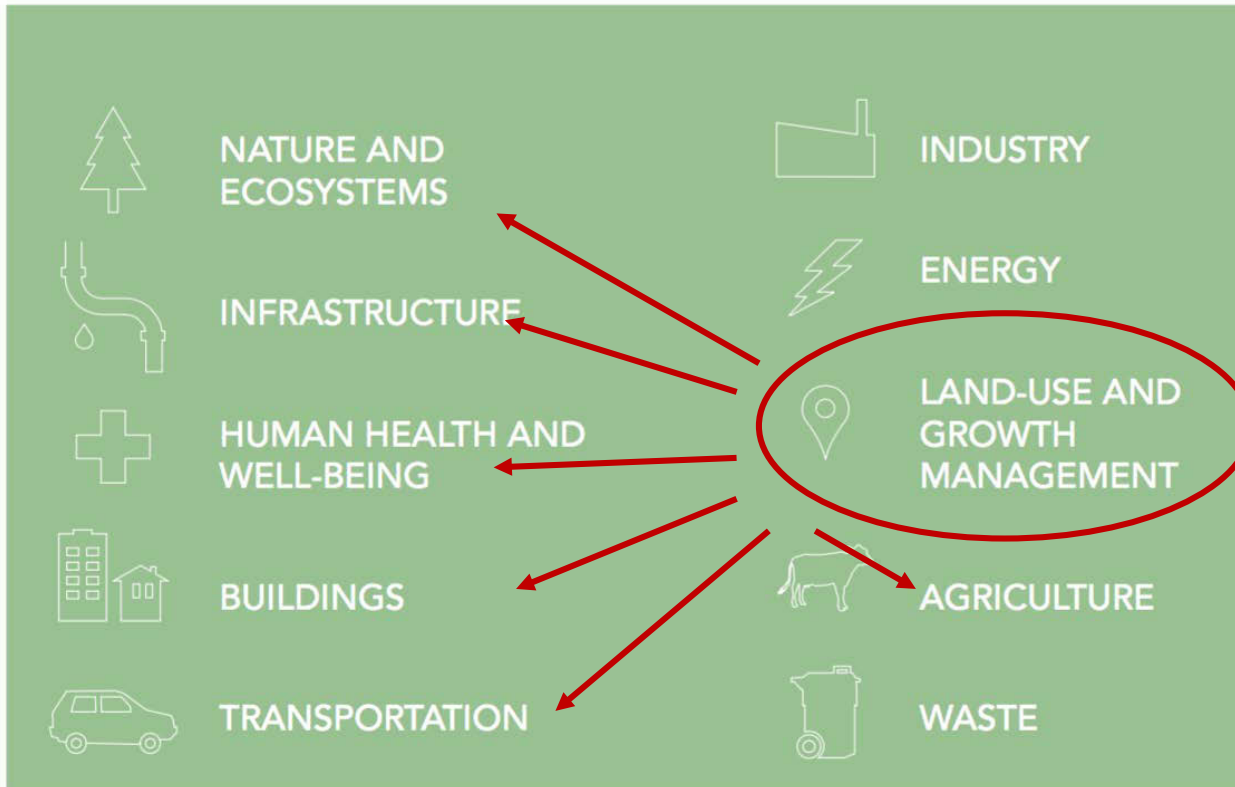 NATURE AND
ECOSYSTEMS
INFRASTRUCTURE
HUMAN HEALTH AND
WELL-BEING
BUILDINGS
TRANSPORTATION
INDUSTRY
ENERGY
LAND-USE AND
GROWTH
MANAGEMENT
AGRICULTURE
WASTE